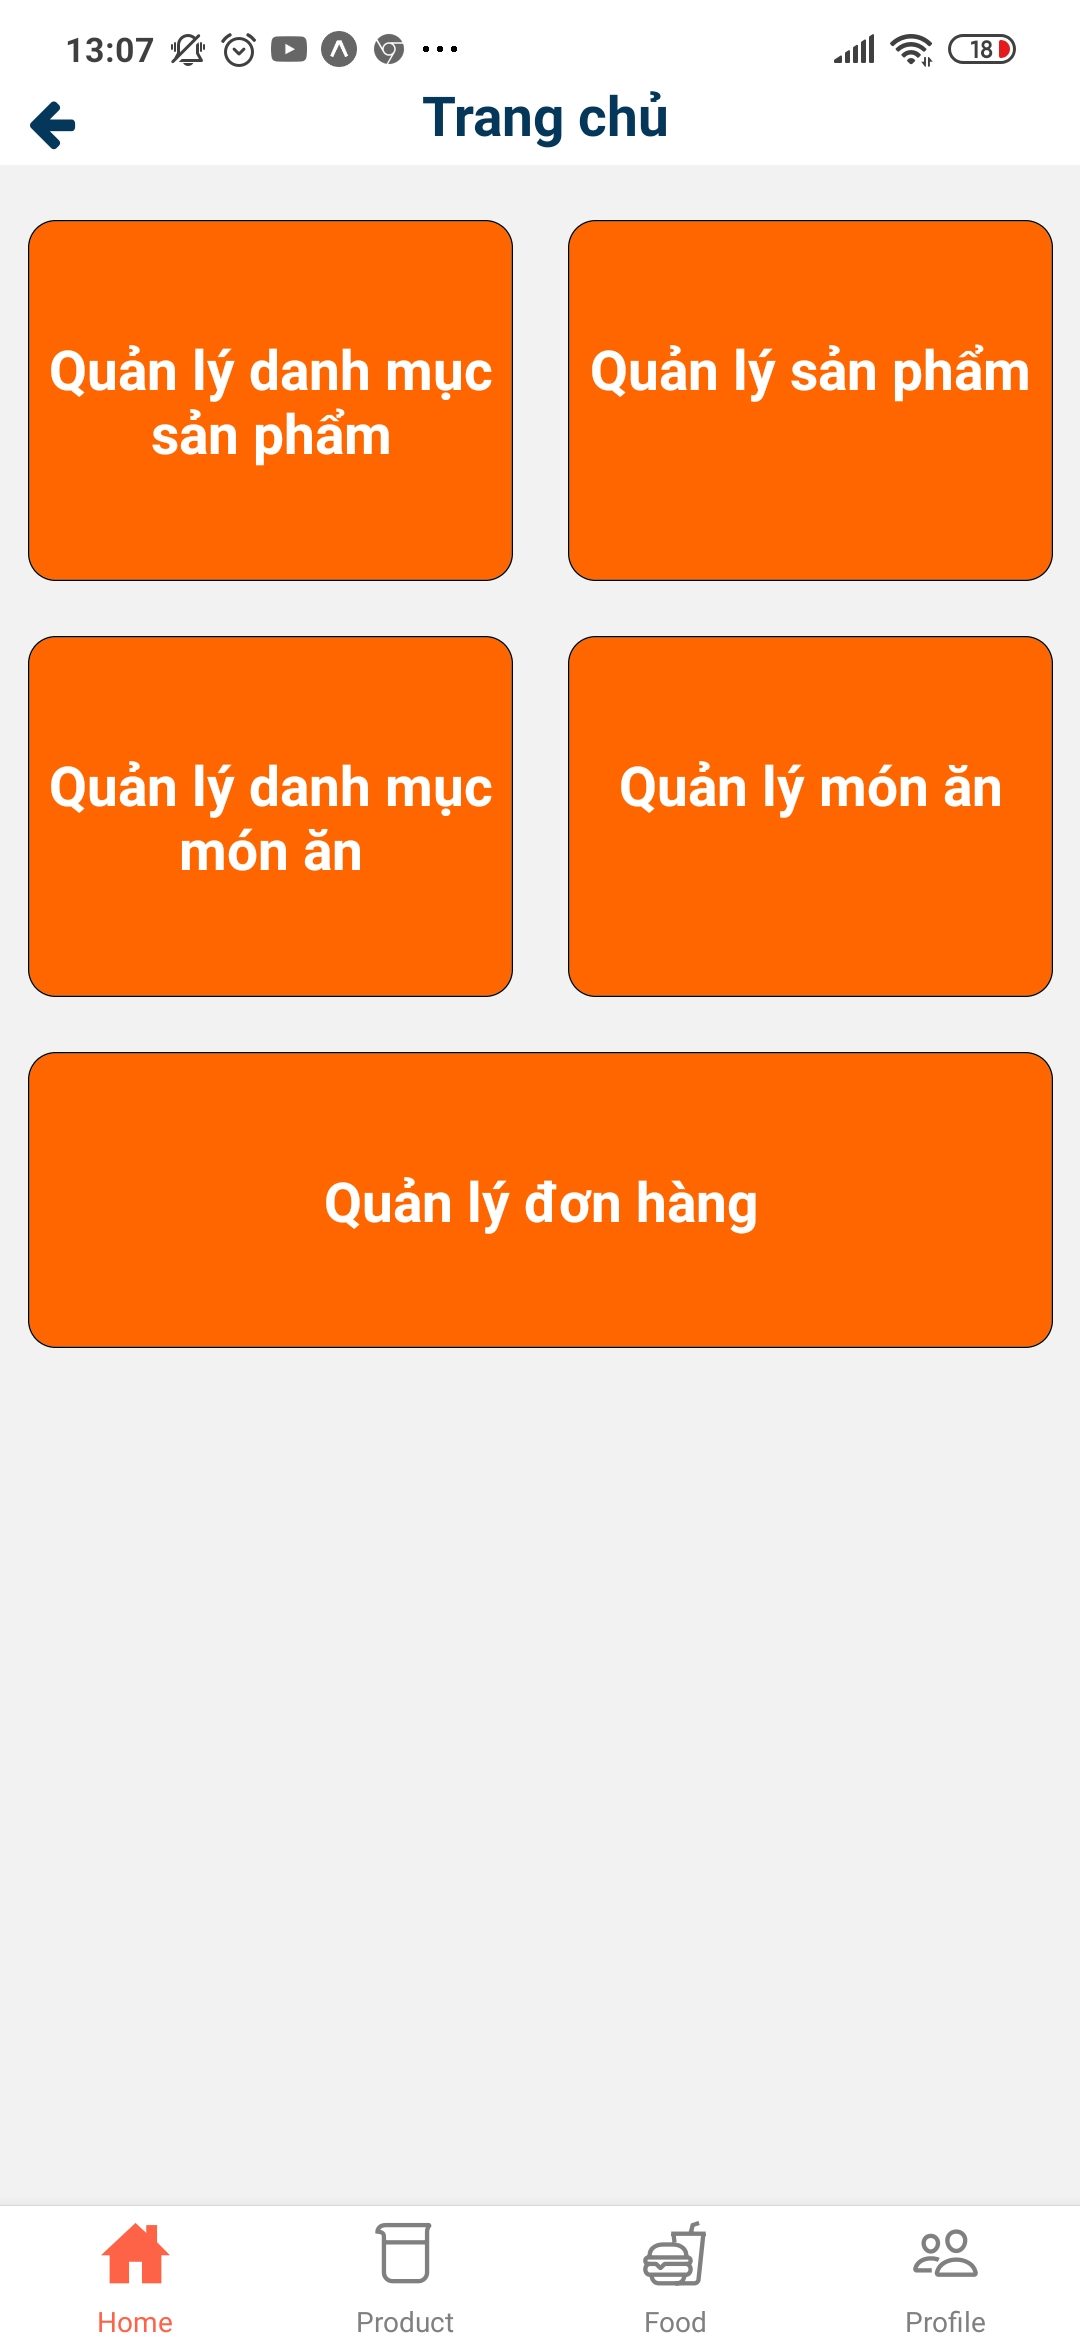 13:07
18
Trang chủ
Quản lý danh mục
sản phẩm
Quản lý sản phẩm
Quản lý danh mục
món ăn
Quản lý món ăn
Quản lý đơn hàng
Home
Product
Food
Profile